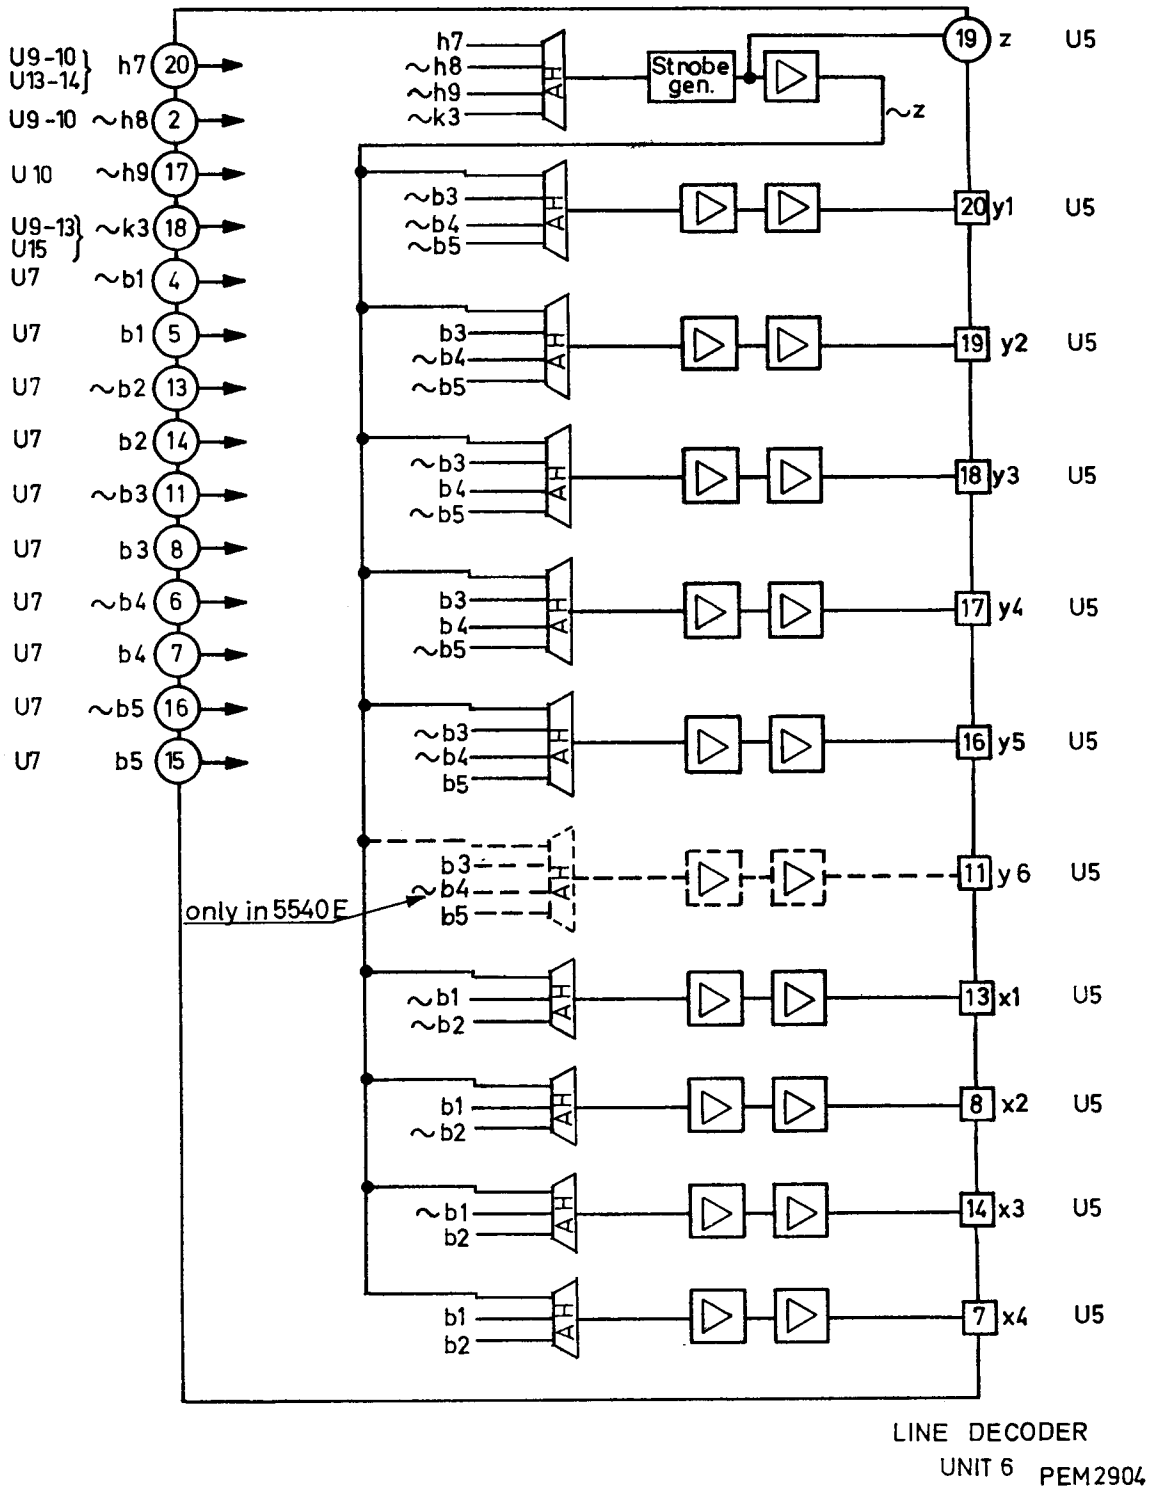 U9-10
U13-14} h7 20
U9-10 ~h8 2
U10 ~h9 17
U9-13
U15} ~k3 18
U7 ~b1 4
U7 b1 5
U7 ~b2 13
U7 b2 14
U7 ~b3 11
U7 b3 8
U7 ~b4 6
U7 b4 7
U7 ~b5 16
U7 b5 15
only in 5540E
h7
~h8
~h9
~k3
AH
Strobe
gen.
19 z U5
~z
~b3
~b4
~b5
AH
20 y1 U5
b3
~b4
~b5
AH
19 y2 U5
~b3
b4
~b5
AH
18 y3 U5
b3
b4
~b5
AH
17 y4 U5
~b3
~b4
b5
AH
16 y5 U5
b3
~b4
b5
AH
11 y6 U5
~b1
~b2
AH
13 x1 U5
b1
~b2
AH
8 x2 U5
~b1
b2
AH
14 x3 U5
b1
b2
AH
7 x4 U5
LINE DECODER
UNIT 6
PEM2904